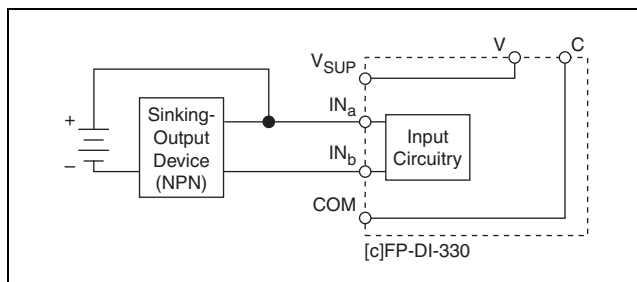 V C
V_SUP
+
Sinking-
Output
Device
(NPN)
–
IN_a
IN_b
Input
Circuitry
COM
[c]FP-DI-330